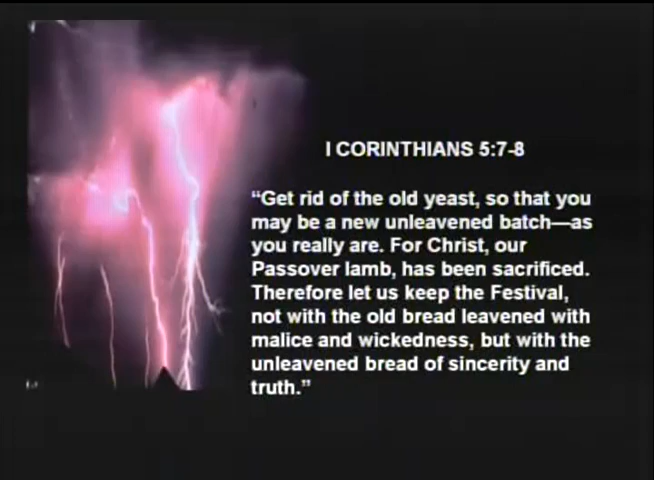 I CORINTHIANS 5:7-8
“Get rid of the old yeast, so that you
may be a new unleavened batch—as
you really are. For Christ, our
Passover lamb, has been sacrificed.
Therefore let us keep the Festival,
not with the old bread leavened with
malice and wickedness, but with the
unleavened bread of sincerity and
truth.”